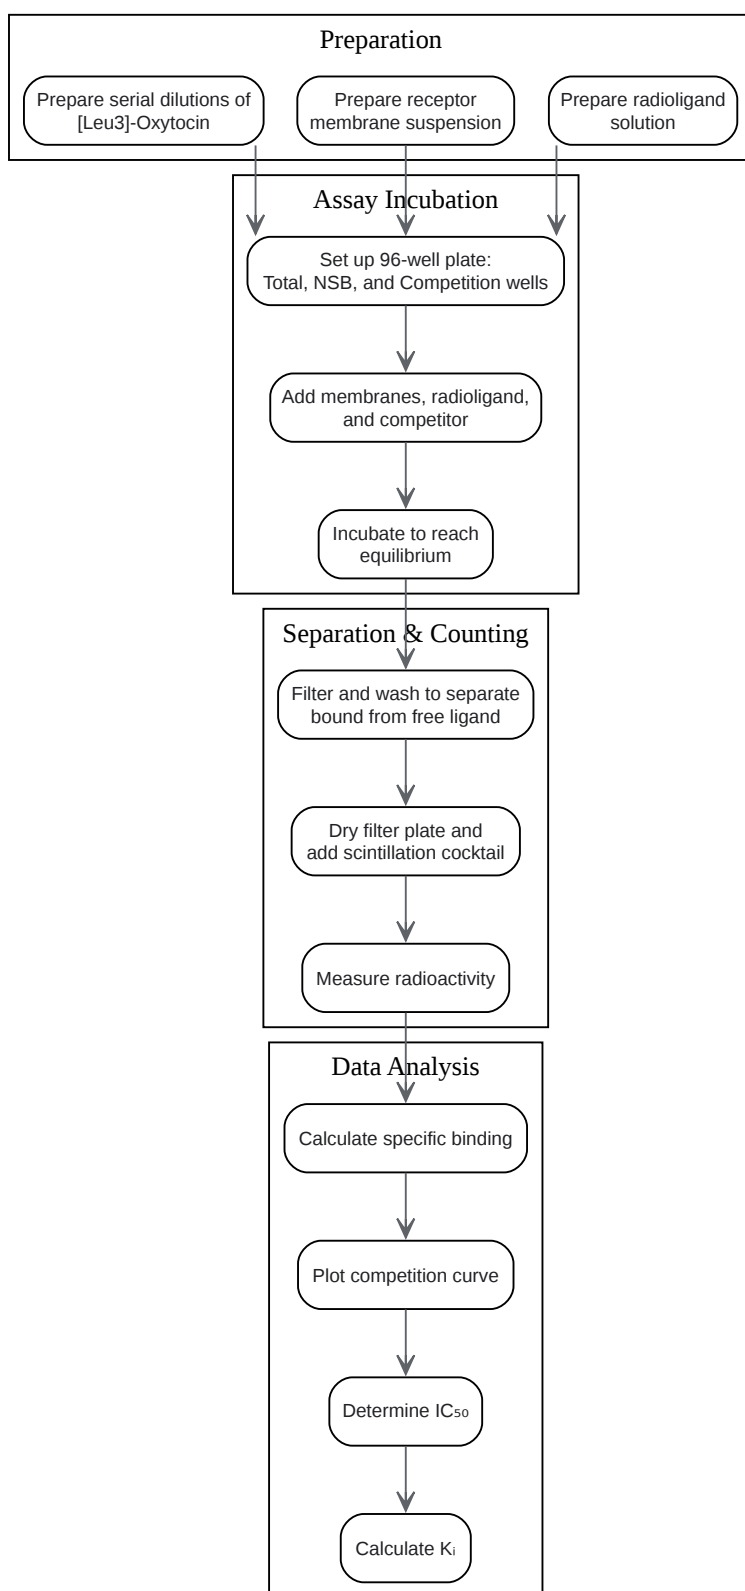 Preparation
Prepare serial dilutions of
[Leu3]-Oxytocin
Prepare receptor
membrane suspension
Prepare radioligand
solution
Assay Incubation
Set up 96-well plate:
Total, NSB, and Competition wells
Add membranes, radioligand,
and competitor
Incubate to reach
equilibrium
Separation & Counting
Filter and wash to separate
bound from free ligand
Dry filter plate and
add scintillation cocktail
Measure radioactivity
Data Analysis
Calculate specific binding
Plot competition curve
Determine IC₅₀
Calculate Kᵢ